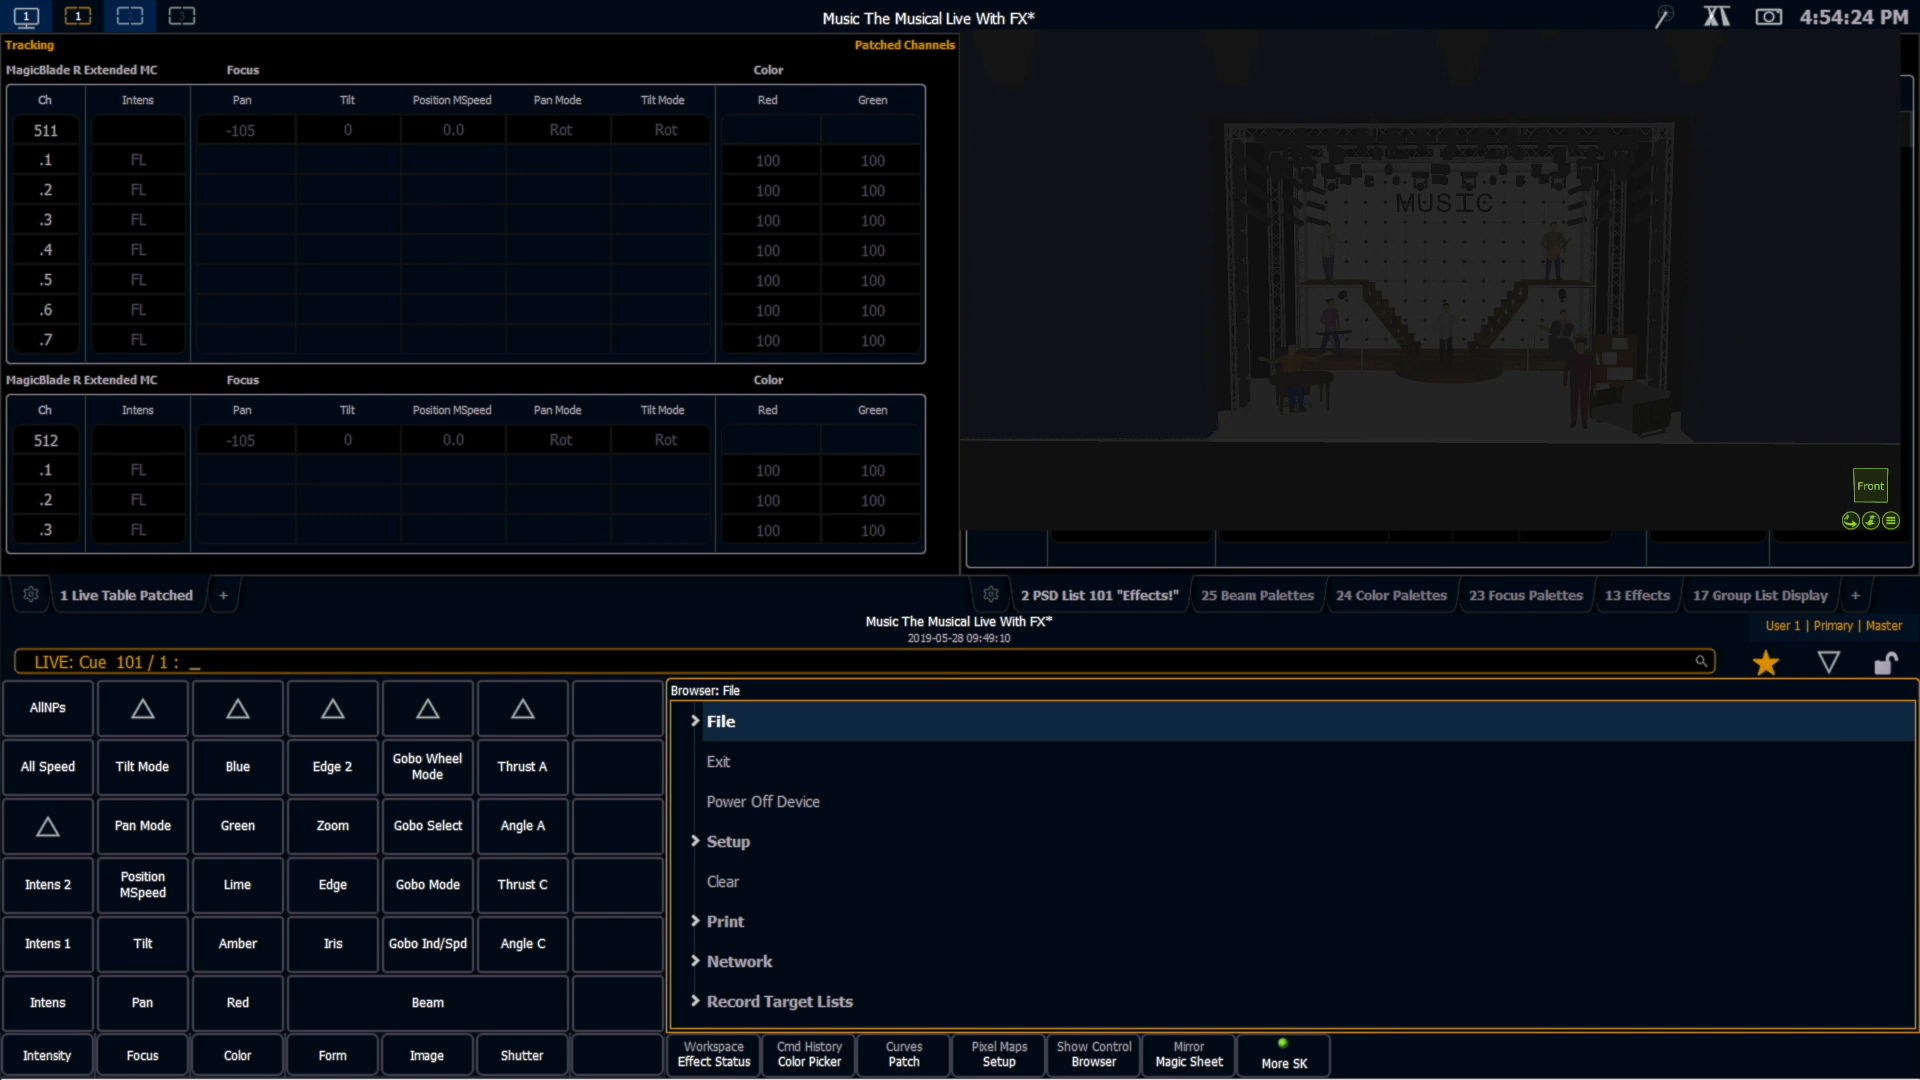 1 1 2 3 Music The Musical Live With FX* 4:54:24 PM
Tracking Patched Channels
MagicBlade R Extended MC Focus Color
Ch Intens Pan Tilt Position MSpeed Pan Mode Tilt Mode Red Green
511 -105 0 0.0 Rot Rot
.1 FL 100 100
.2 FL 100 100
.3 FL 100 100
.4 FL 100 100
.5 FL 100 100
.6 FL 100 100
.7 FL 100 100
MagicBlade R Extended MC Focus Color
Ch Intens Pan Tilt Position MSpeed Pan Mode Tilt Mode Red Green
512 -105 0 0.0 Rot Rot
.1 FL 100 100
.2 FL 100 100
.3 FL 100 100
MUSIC
Front
1 Live Table Patched + 2 PSD List 101 "Effects!" 25 Beam Palettes 24 Color Palettes 23 Focus Palettes 13 Effects 17 Group List Display +
Music The Musical Live With FX*
2019-05-28 09:49:10
User 1 | Primary | Master
LIVE: Cue 101 / 1 : _
AllNPs
All Speed Tilt Mode Blue Edge 2 Gobo Wheel Mode Thrust A
Pan Mode Green Zoom Gobo Select Angle A
Intens 2 Position MSpeed Lime Edge Gobo Mode Thrust C
Intens 1 Tilt Amber Iris Gobo Ind/Spd Angle C
Intens Pan Red Beam
Intensity Focus Color Form Image Shutter
Browser: File
File
Exit
Power Off Device
Setup
Clear
Print
Network
Record Target Lists
Workspace Cmd History Curves Pixel Maps Show Control Mirror
Effect Status Color Picker Patch Setup Browser Magic Sheet More SK